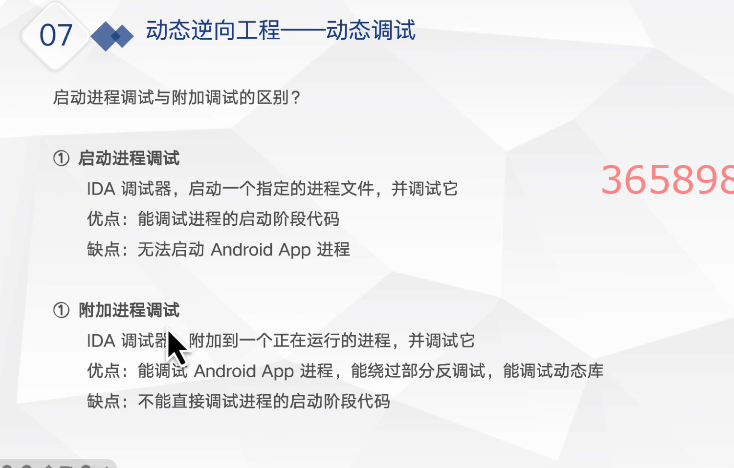 07
动态逆向工程——动态调试
启动进程调试与附加调试的区别？
① 启动进程调试
IDA 调试器，启动一个指定的进程文件，并调试它
优点：能调试进程的启动阶段代码
缺点：无法启动 Android App 进程
365898
① 附加进程调试
IDA 调试器，附加到一个正在运行的进程，并调试它
优点：能调试 Android App 进程，能绕过部分反调试，能调试动态库
缺点：不能直接调试进程的启动阶段代码